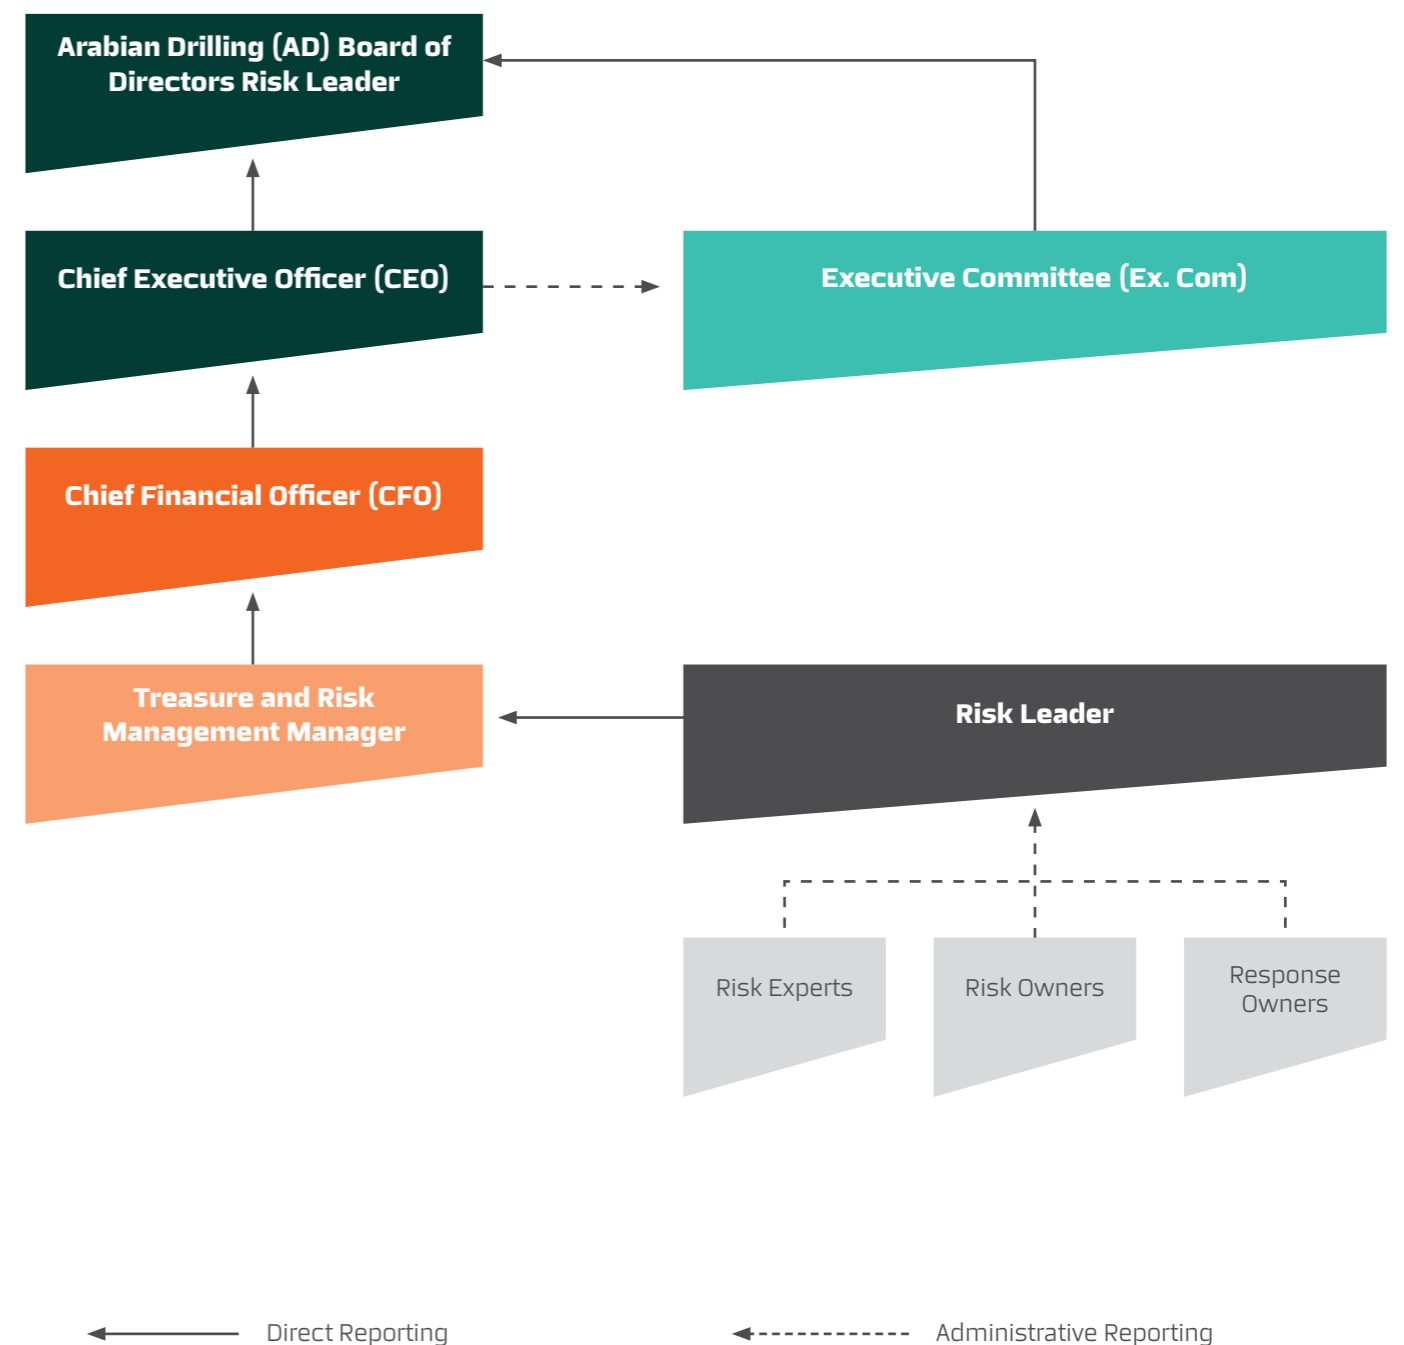 Arabian Drilling (AD) Board of
Directors Risk Leader
Chief Executive Officer (CEO)
Executive Committee (Ex. Com)
Chief Financial Officer (CFO)
Treasure and Risk
Management Manager
Risk Leader
Risk Experts
Risk Owners
Response
Owners
Direct Reporting
Administrative Reporting